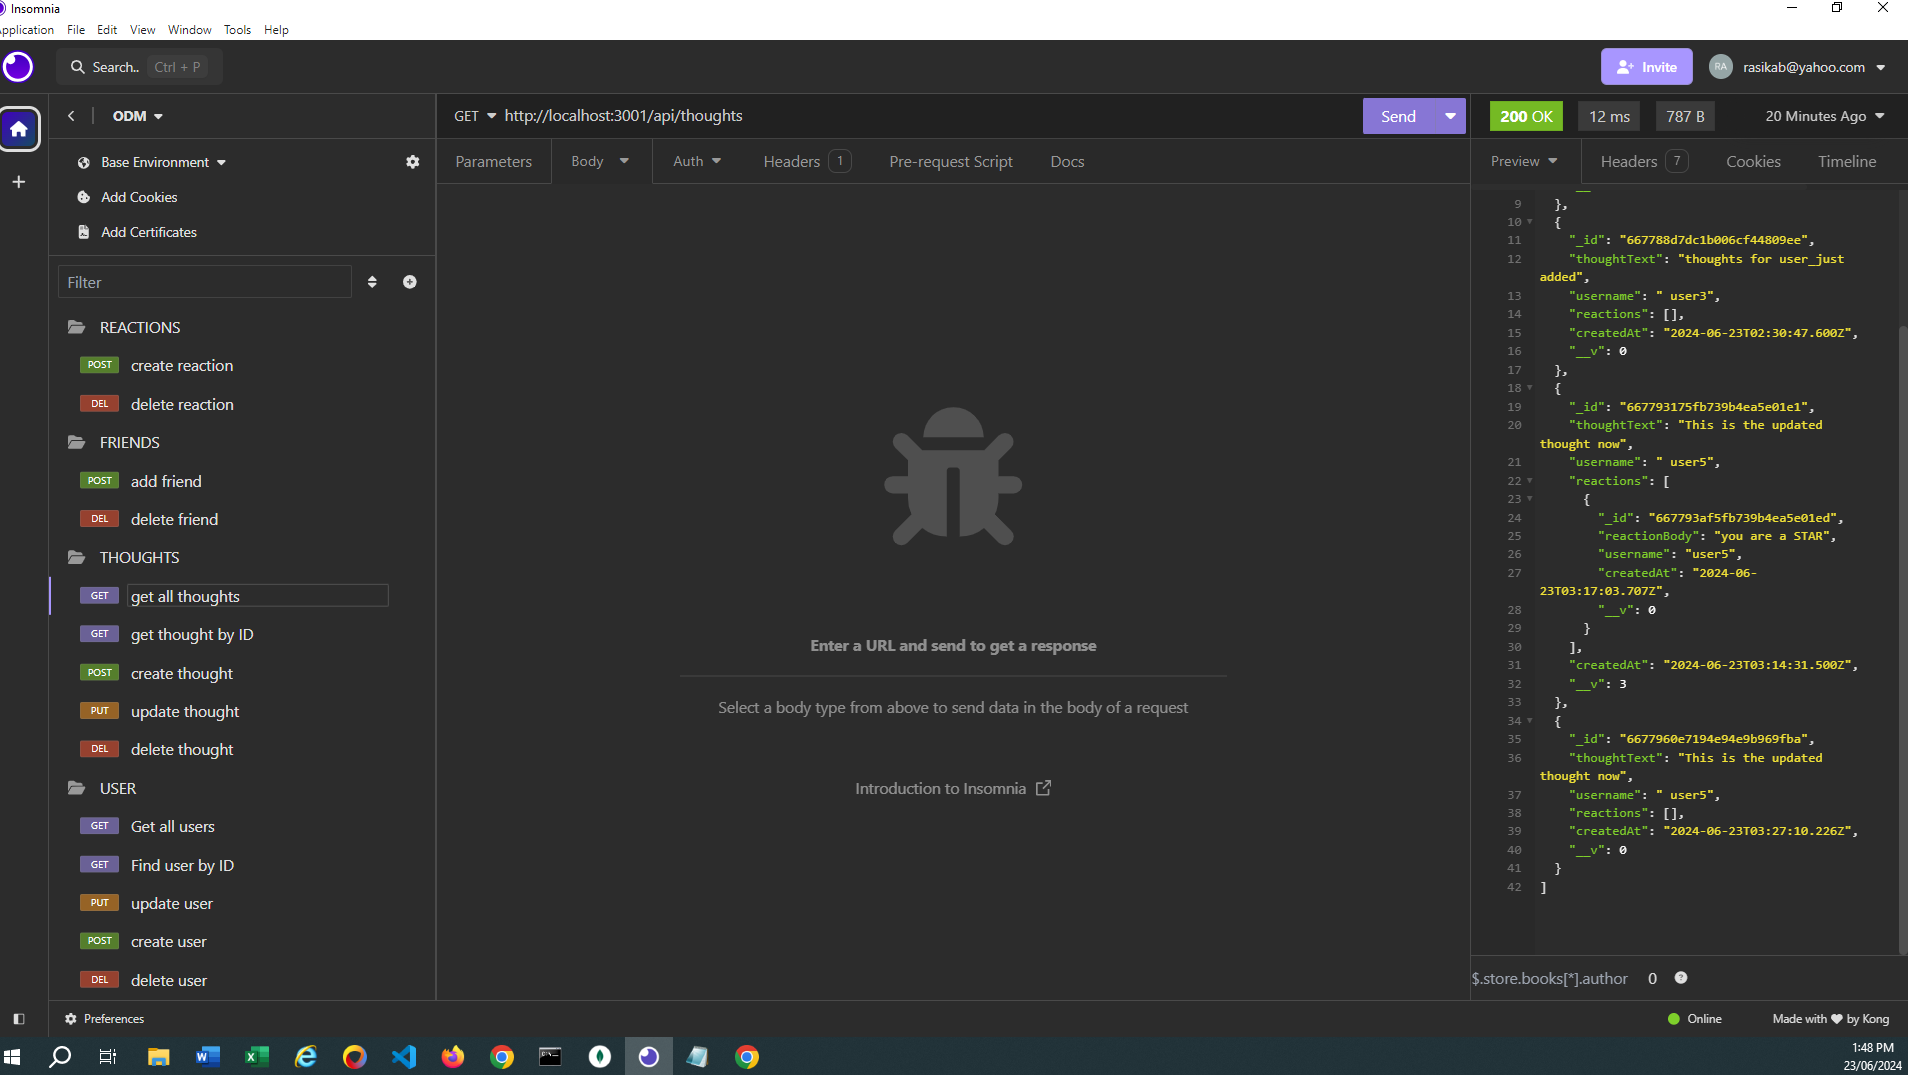 Insomnia
pplication File Edit View Window Tools Help
Search.. Ctrl + P
Invite RA rasikab@yahoo.com
ODM
GET http://localhost:3001/api/thoughts Send
200 OK 12 ms 787 B 20 Minutes Ago
Base Environment
Parameters Body Auth Headers 1 Pre-request Script Docs
Preview Headers 7 Cookies Timeline
Add Cookies
Add Certificates
Filter
REACTIONS
POST create reaction
DEL delete reaction
FRIENDS
POST add friend
DEL delete friend
THOUGHTS
GET get all thoughts
GET get thought by ID
POST create thought
PUT update thought
DEL delete thought
USER
GET Get all users
GET Find user by ID
PUT update user
POST create user
DEL delete user
Enter a URL and send to get a response
Select a body type from above to send data in the body of a request
Introduction to Insomnia
9 },
10 {
11 "_id": "667788d7dc1b006cf44809ee",
12 "thoughtText": "thoughts for user_just
added",
13 "username": " user3",
14 "reactions": [],
15 "createdAt": "2024-06-23T02:30:47.600Z",
16 "__v": 0
17 },
18 {
19 "_id": "667793175fb739b4ea5e01e1",
20 "thoughtText": "This is the updated
thought now",
21 "username": " user5",
22 "reactions": [
23 {
24 "_id": "667793af5fb739b4ea5e01ed",
25 "reactionBody": "you are a STAR",
26 "username": "user5",
27 "createdAt": "2024-06-
23T03:17:03.707Z",
28 "__v": 0
29 }
30 ],
31 "createdAt": "2024-06-23T03:14:31.500Z",
32 "__v": 3
33 },
34 {
35 "_id": "6677960e7194e94e9b969fba",
36 "thoughtText": "This is the updated
thought now",
37 "username": " user5",
38 "reactions": [],
39 "createdAt": "2024-06-23T03:27:10.226Z",
40 "__v": 0
41 }
42 ]
$.store.books[*].author 0 ?
Preferences
Online Made with ❤ by Kong
1:48 PM
23/06/2024